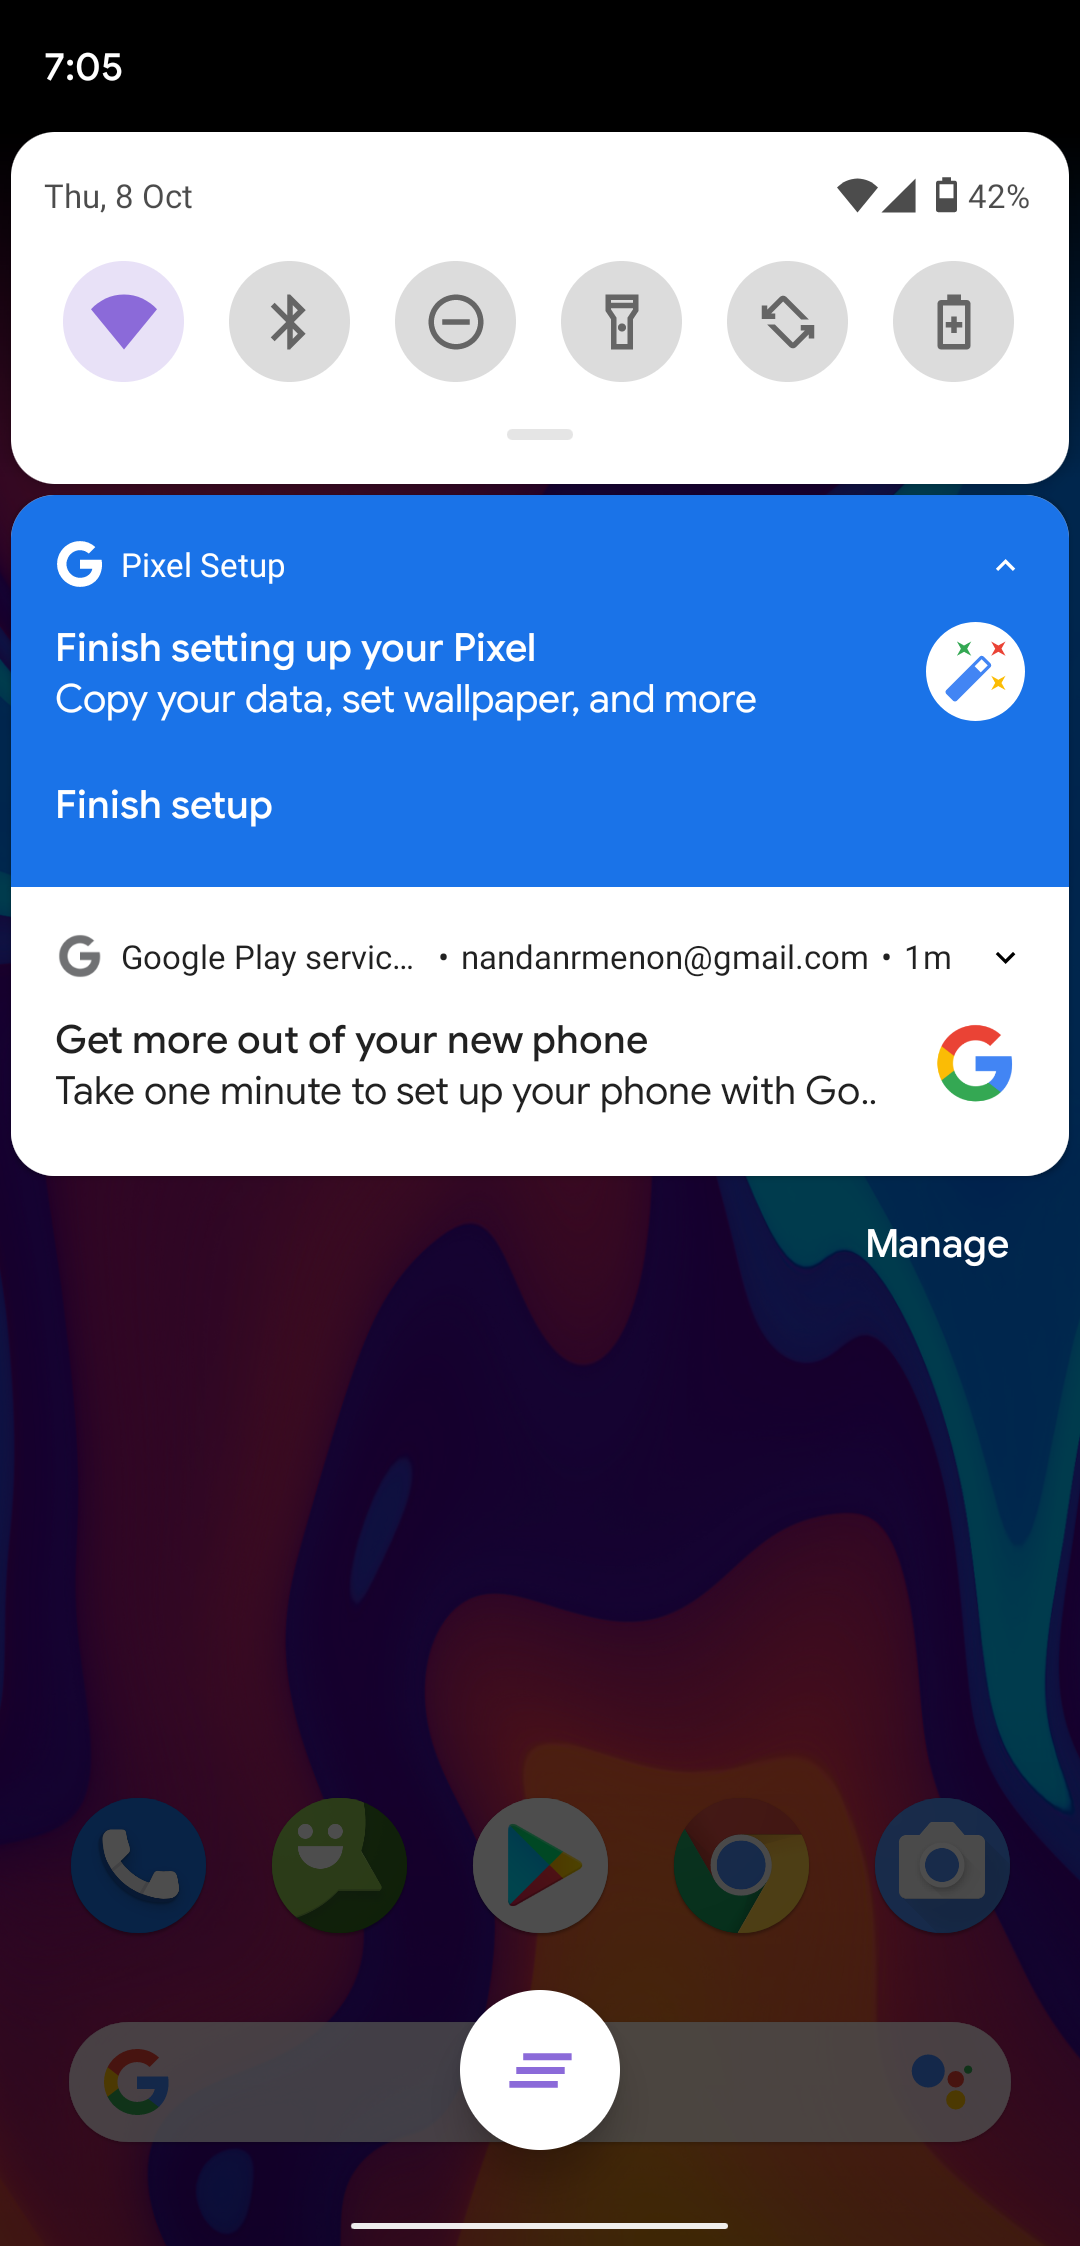 7:05
Thu, 8 Oct 42%
Pixel Setup
Finish setting up your Pixel
Copy your data, set wallpaper, and more
Finish setup
Google Play servic... • nandanrmenon@gmail.com • 1m
Get more out of your new phone
Take one minute to set up your phone with Go..
Manage